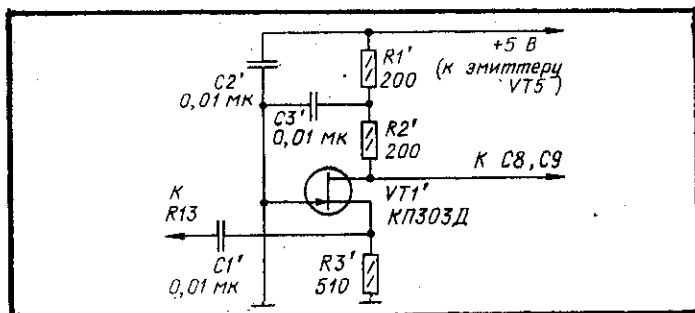 +5 В
(к эмиттеру
VT5)
R1'
200
C2'
0,01 мк
C3'
0,01 мк
R2'
200
К C8, C9
VT1'
КП303Д
К
R13
C1'
0,01 мк
R3'
510